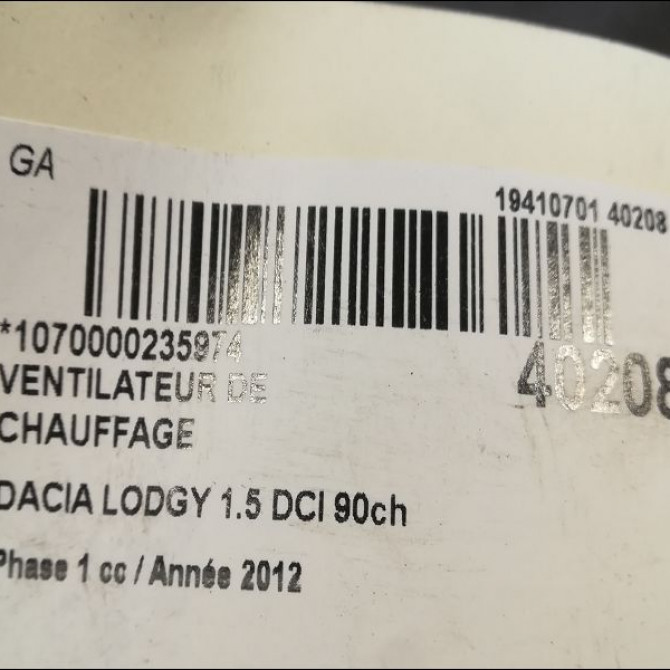 GA
19410701 40208
*1070000235974
40208
VENTILATEUR DE
CHAUFFAGE
DACIA LODGY 1.5 DCI 90ch
Phase 1 cc / Année 2012